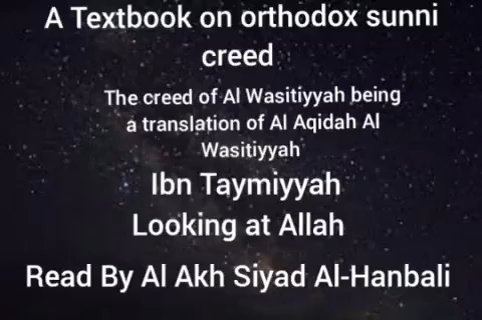 A Textbook on orthodox sunni
creed
The creed of Al Wasitiyyah being
a translation of Al Aqidah Al
Wasitiyyah
Ibn Taymiyyah
Looking at Allah
Read By Al Akh Siyad Al-Hanbali